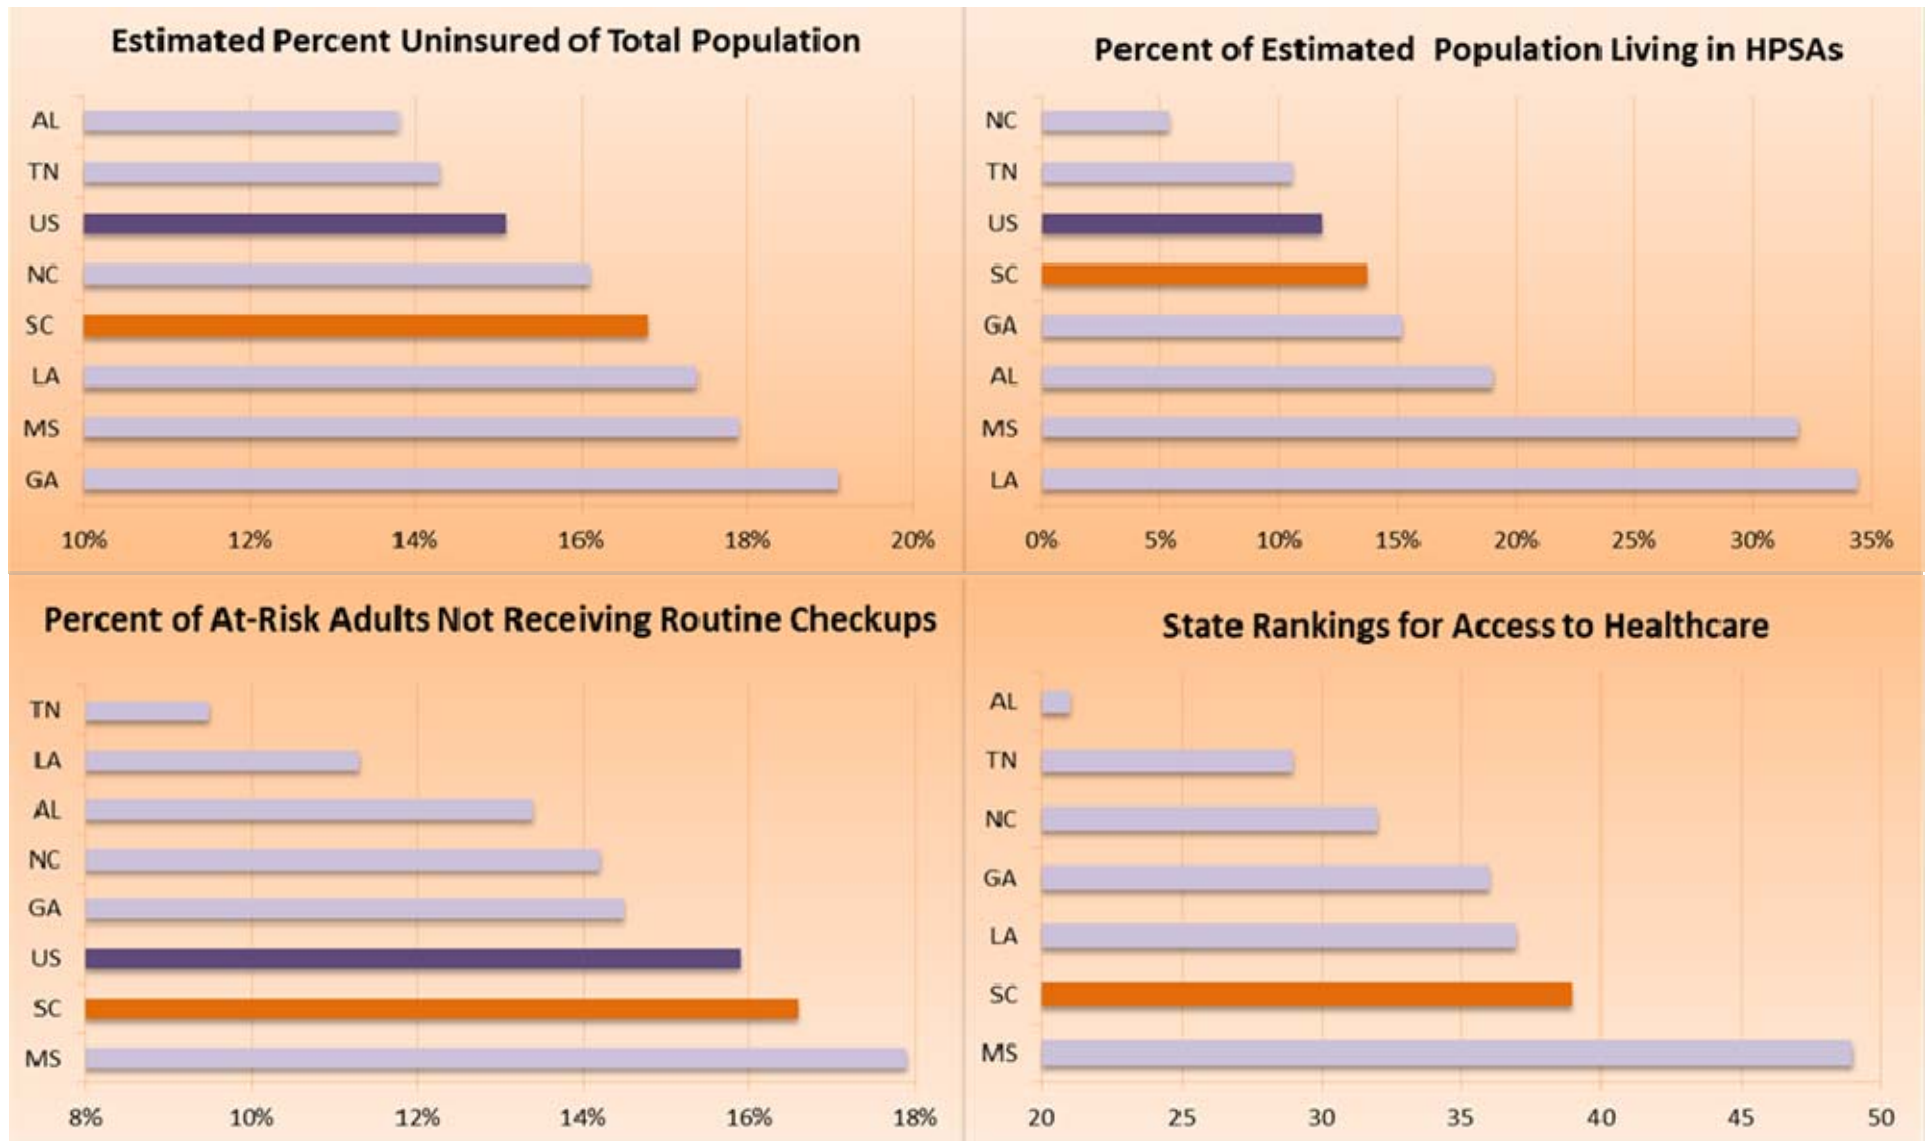 Estimated Percent Uninsured of Total Population
AL
TN
US
NC
SC
LA
MS
GA
10% 12% 14% 16% 18% 20%
Percent of Estimated Population Living in HPSAs
NC
TN
US
SC
GA
AL
MS
LA
0% 5% 10% 15% 20% 25% 30% 35%
Percent of At-Risk Adults Not Receiving Routine Checkups
TN
LA
AL
NC
GA
US
SC
MS
8% 10% 12% 14% 16% 18%
State Rankings for Access to Healthcare
AL
TN
NC
GA
LA
SC
MS
20 25 30 35 40 45 50